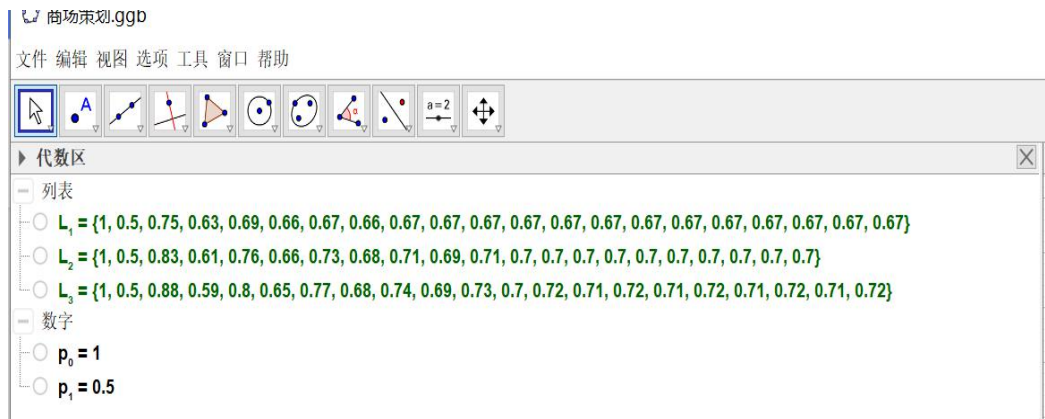 商场策划.ggb
文件 编辑 视图 选项 工具 窗口 帮助
A α a=2
代数区
列表
L₁ = {1, 0.5, 0.75, 0.63, 0.69, 0.66, 0.67, 0.66, 0.67, 0.67, 0.67, 0.67, 0.67, 0.67, 0.67, 0.67, 0.67, 0.67, 0.67, 0.67, 0.67}
L₂ = {1, 0.5, 0.83, 0.61, 0.76, 0.66, 0.73, 0.68, 0.71, 0.69, 0.71, 0.7, 0.7, 0.7, 0.7, 0.7, 0.7, 0.7, 0.7, 0.7, 0.7}
L₃ = {1, 0.5, 0.88, 0.59, 0.8, 0.65, 0.77, 0.68, 0.74, 0.69, 0.73, 0.7, 0.72, 0.71, 0.72, 0.71, 0.72, 0.71, 0.72, 0.71, 0.72}
数字
p₀ = 1
p₁ = 0.5